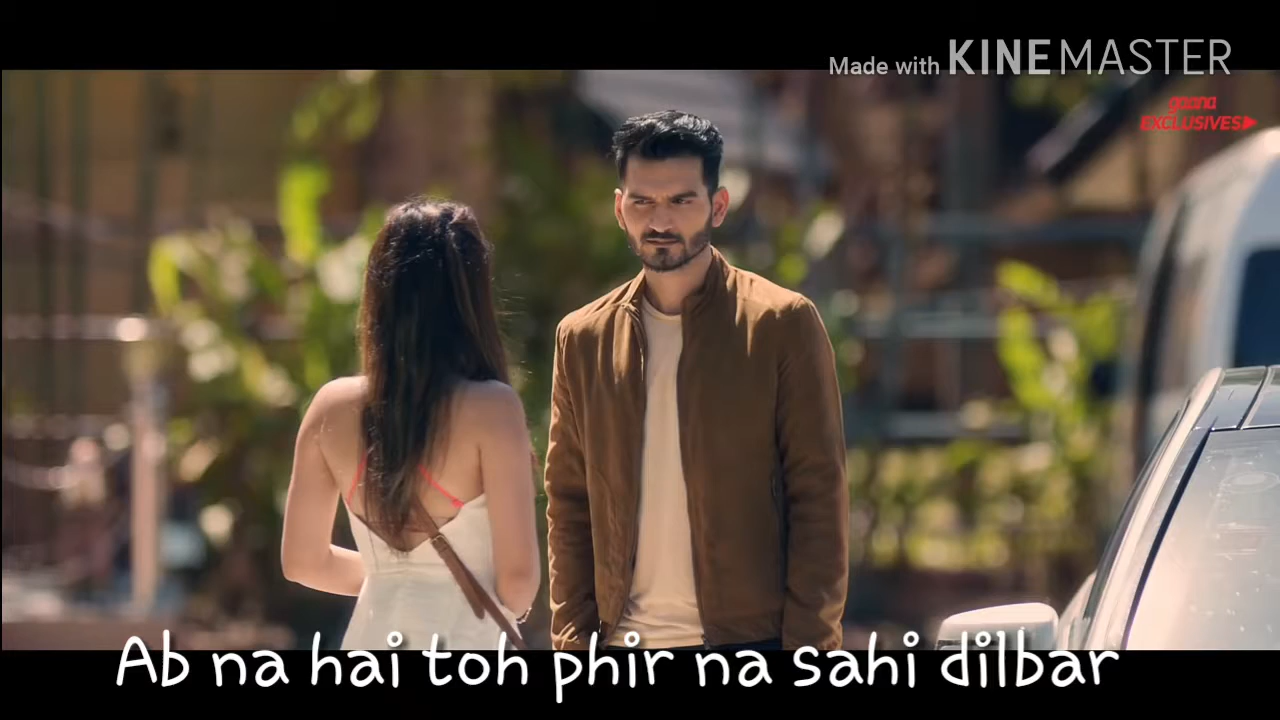 Made with KINEMASTER
gaana
EXCLUSIVES
Ab na hai toh phir na sahi dilbar